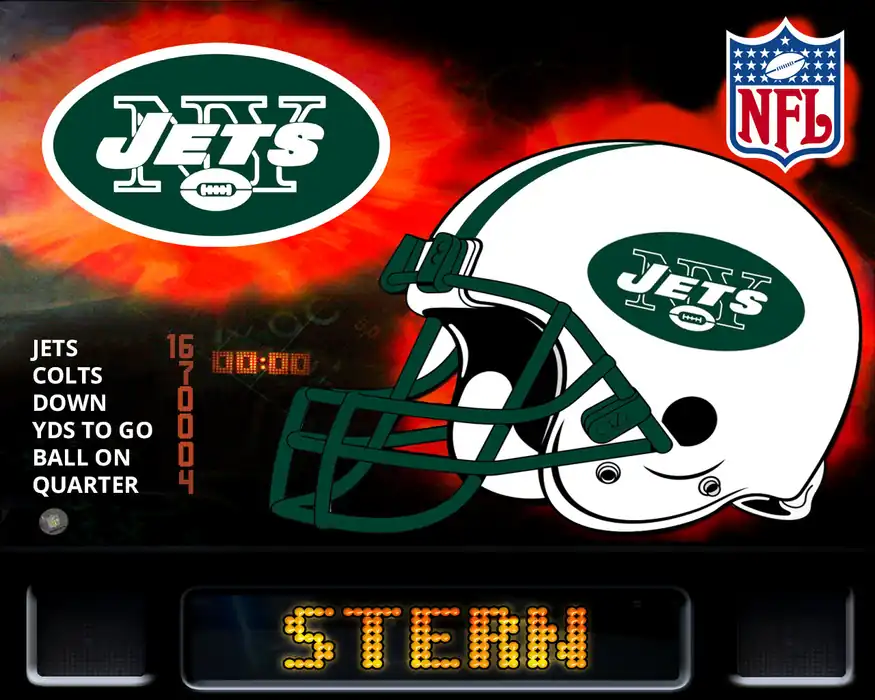 NY
JETS
NFL
NY
JETS
JETS 16
COLTS 7
00:00
DOWN 0
YDS TO GO 0
BALL ON 0
QUARTER 4
STERN